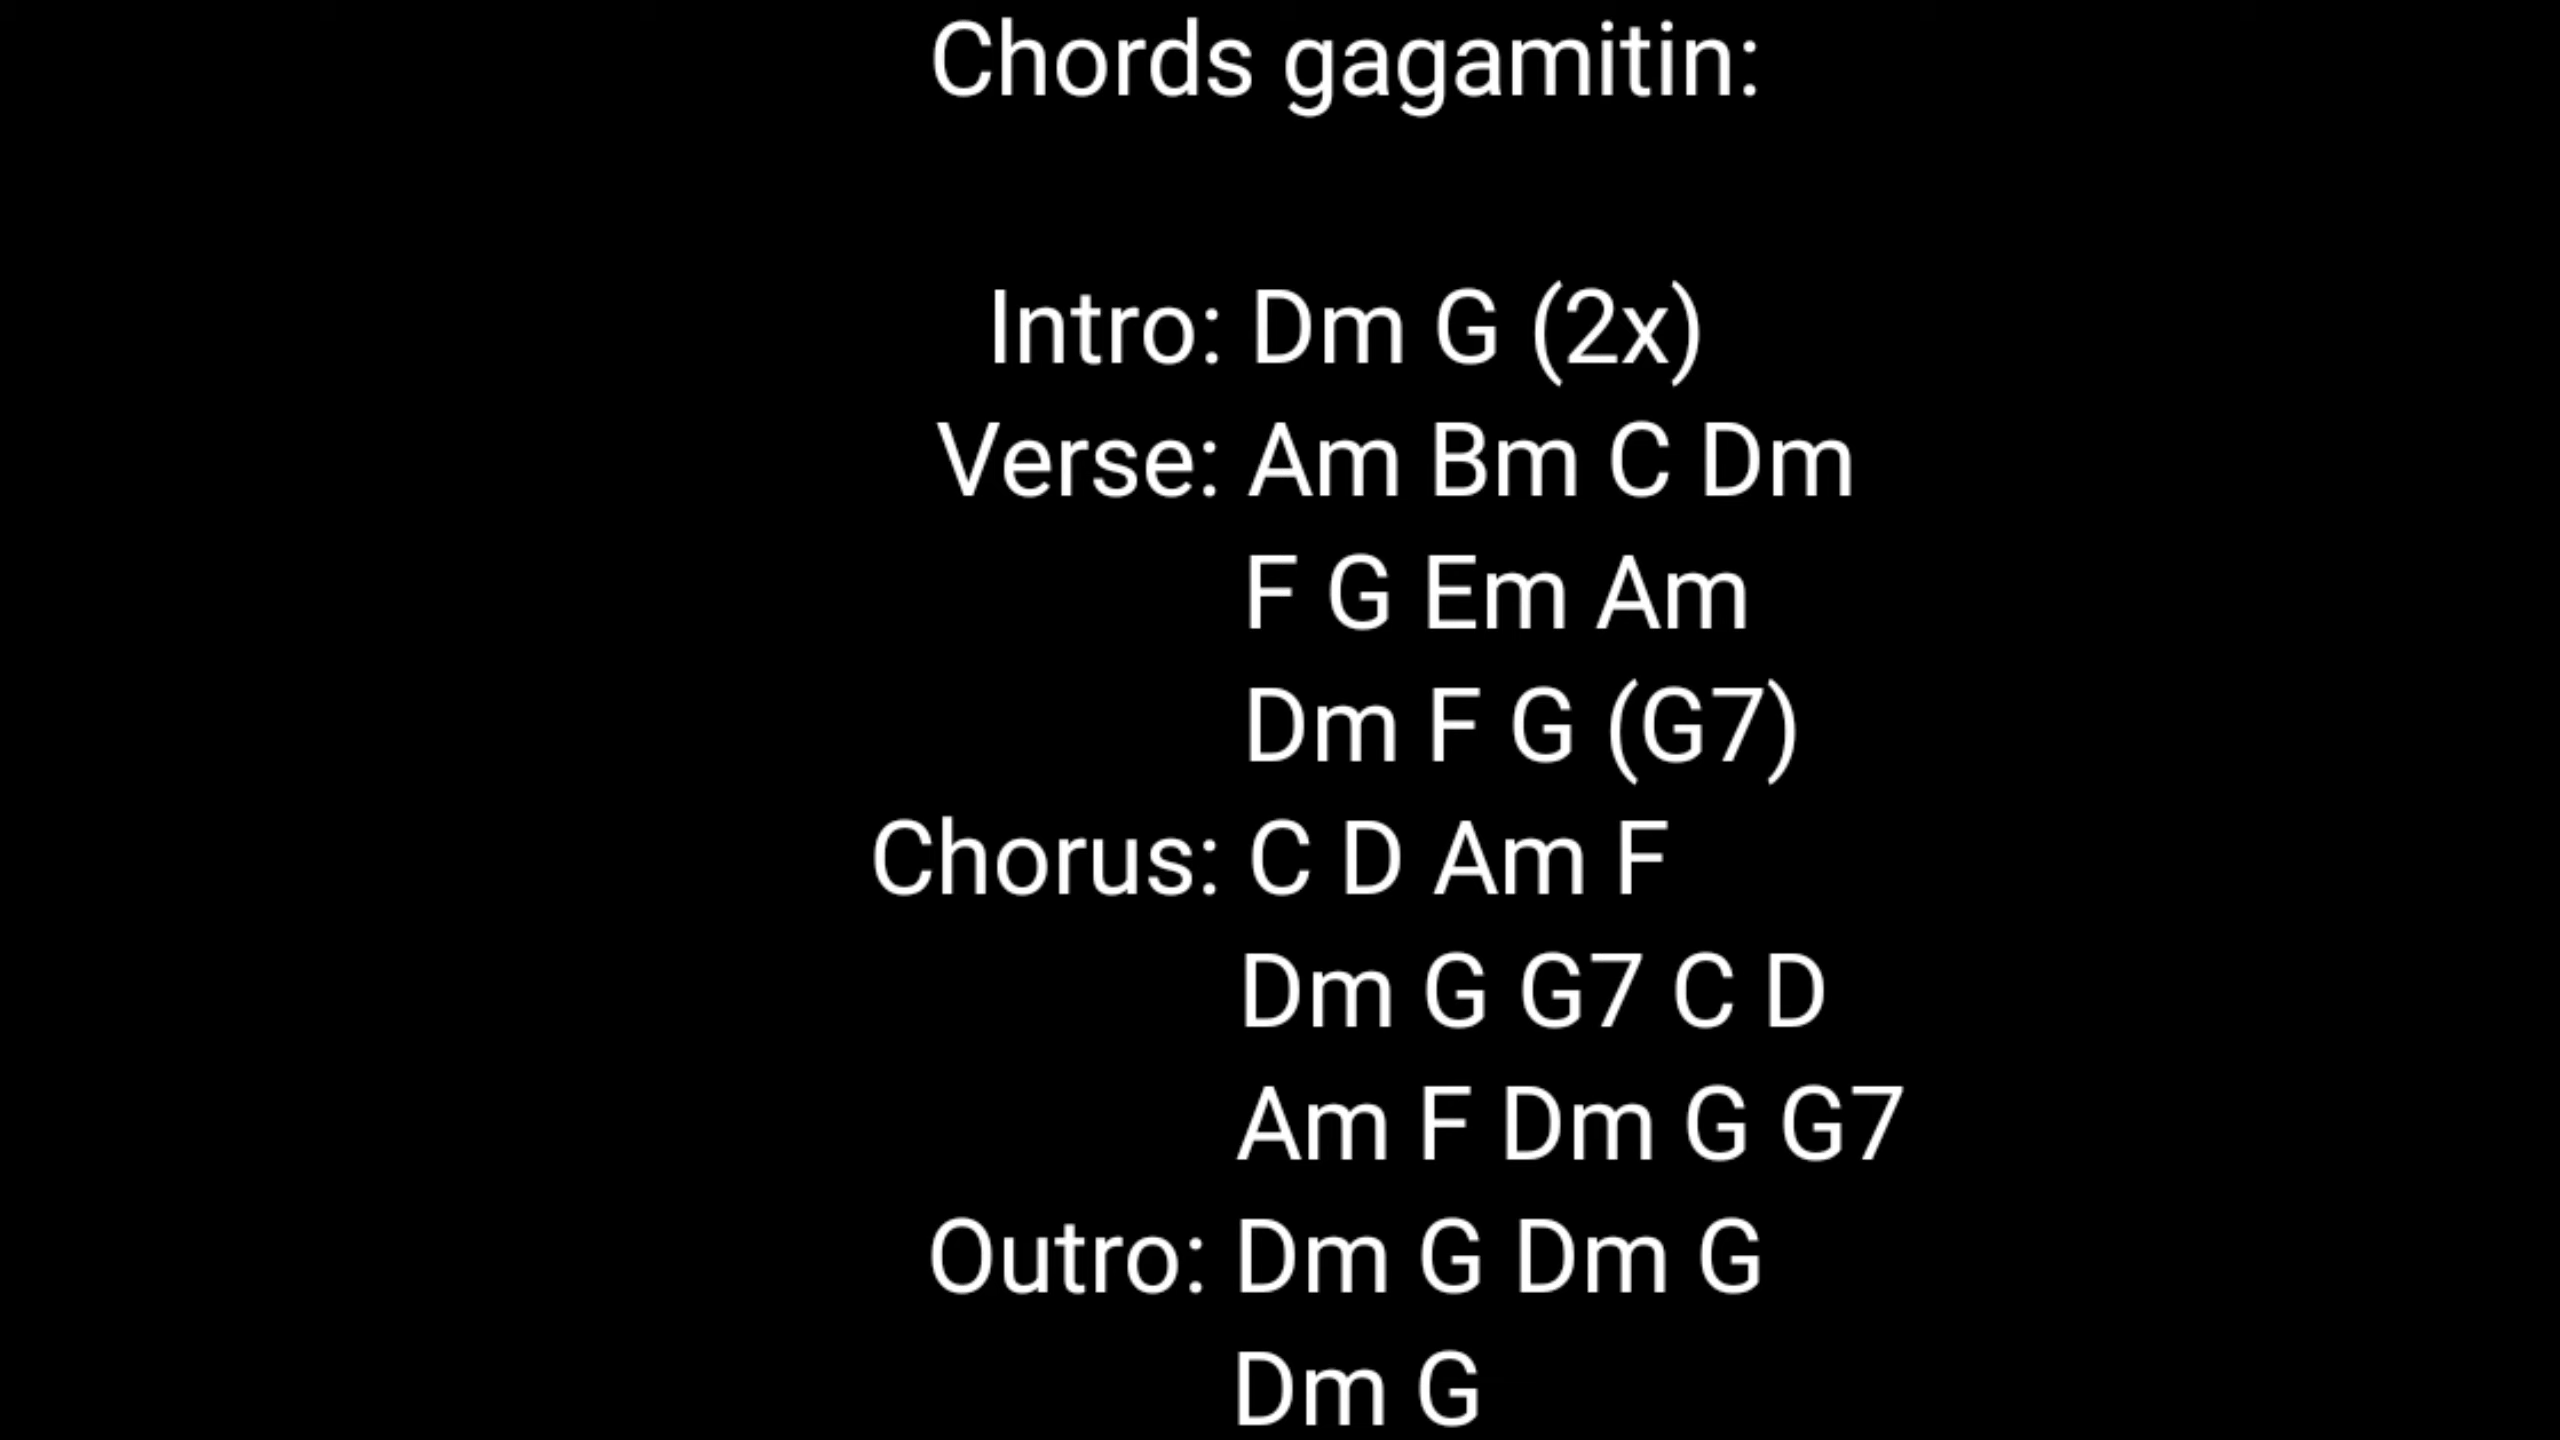 Chords gagamitin:
Intro: Dm G (2x)
Verse: Am Bm C Dm
F G Em Am
Dm F G (G7)
Chorus: C D Am F
Dm G G7 C D
Am F Dm G G7
Outro: Dm G Dm G
Dm G